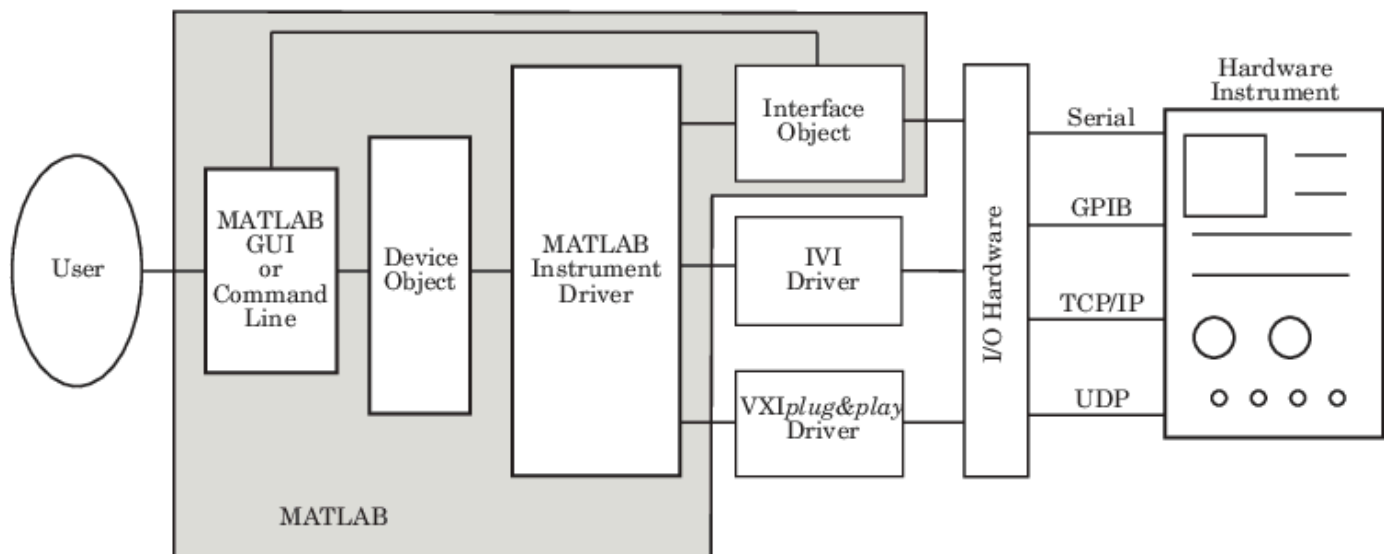 User
MATLAB
GUI
or
Command
Line
Device
Object
MATLAB
Instrument
Driver
Interface
Object
IVI
Driver
VXIplug&play
Driver
I/O Hardware
Serial
GPIB
TCP/IP
UDP
Hardware
Instrument
MATLAB